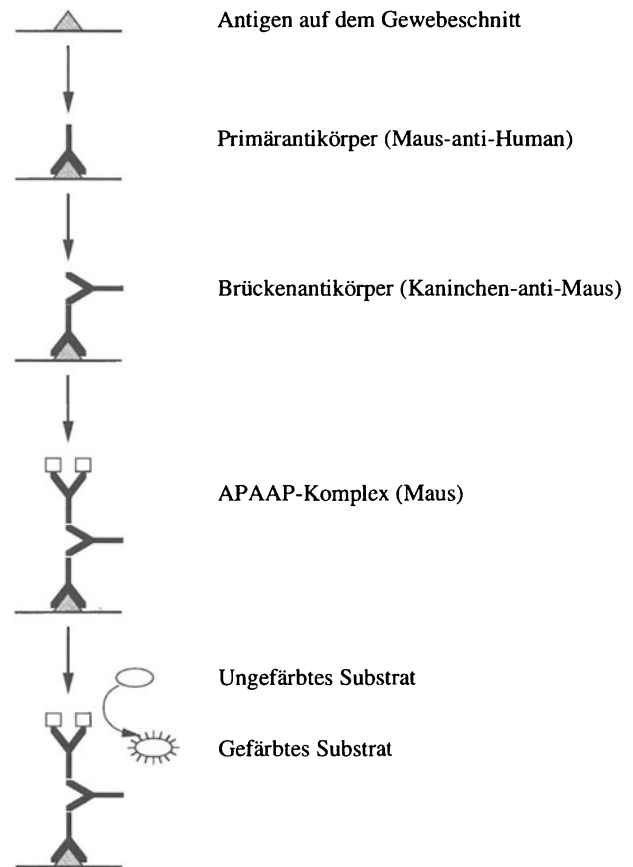 Antigen auf dem Gewebeschnitt
Primärantikörper (Maus-anti-Human)
Brückenantikörper (Kaninchen-anti-Maus)
APAAP-Komplex (Maus)
Ungefärbtes Substrat
Gefärbtes Substrat